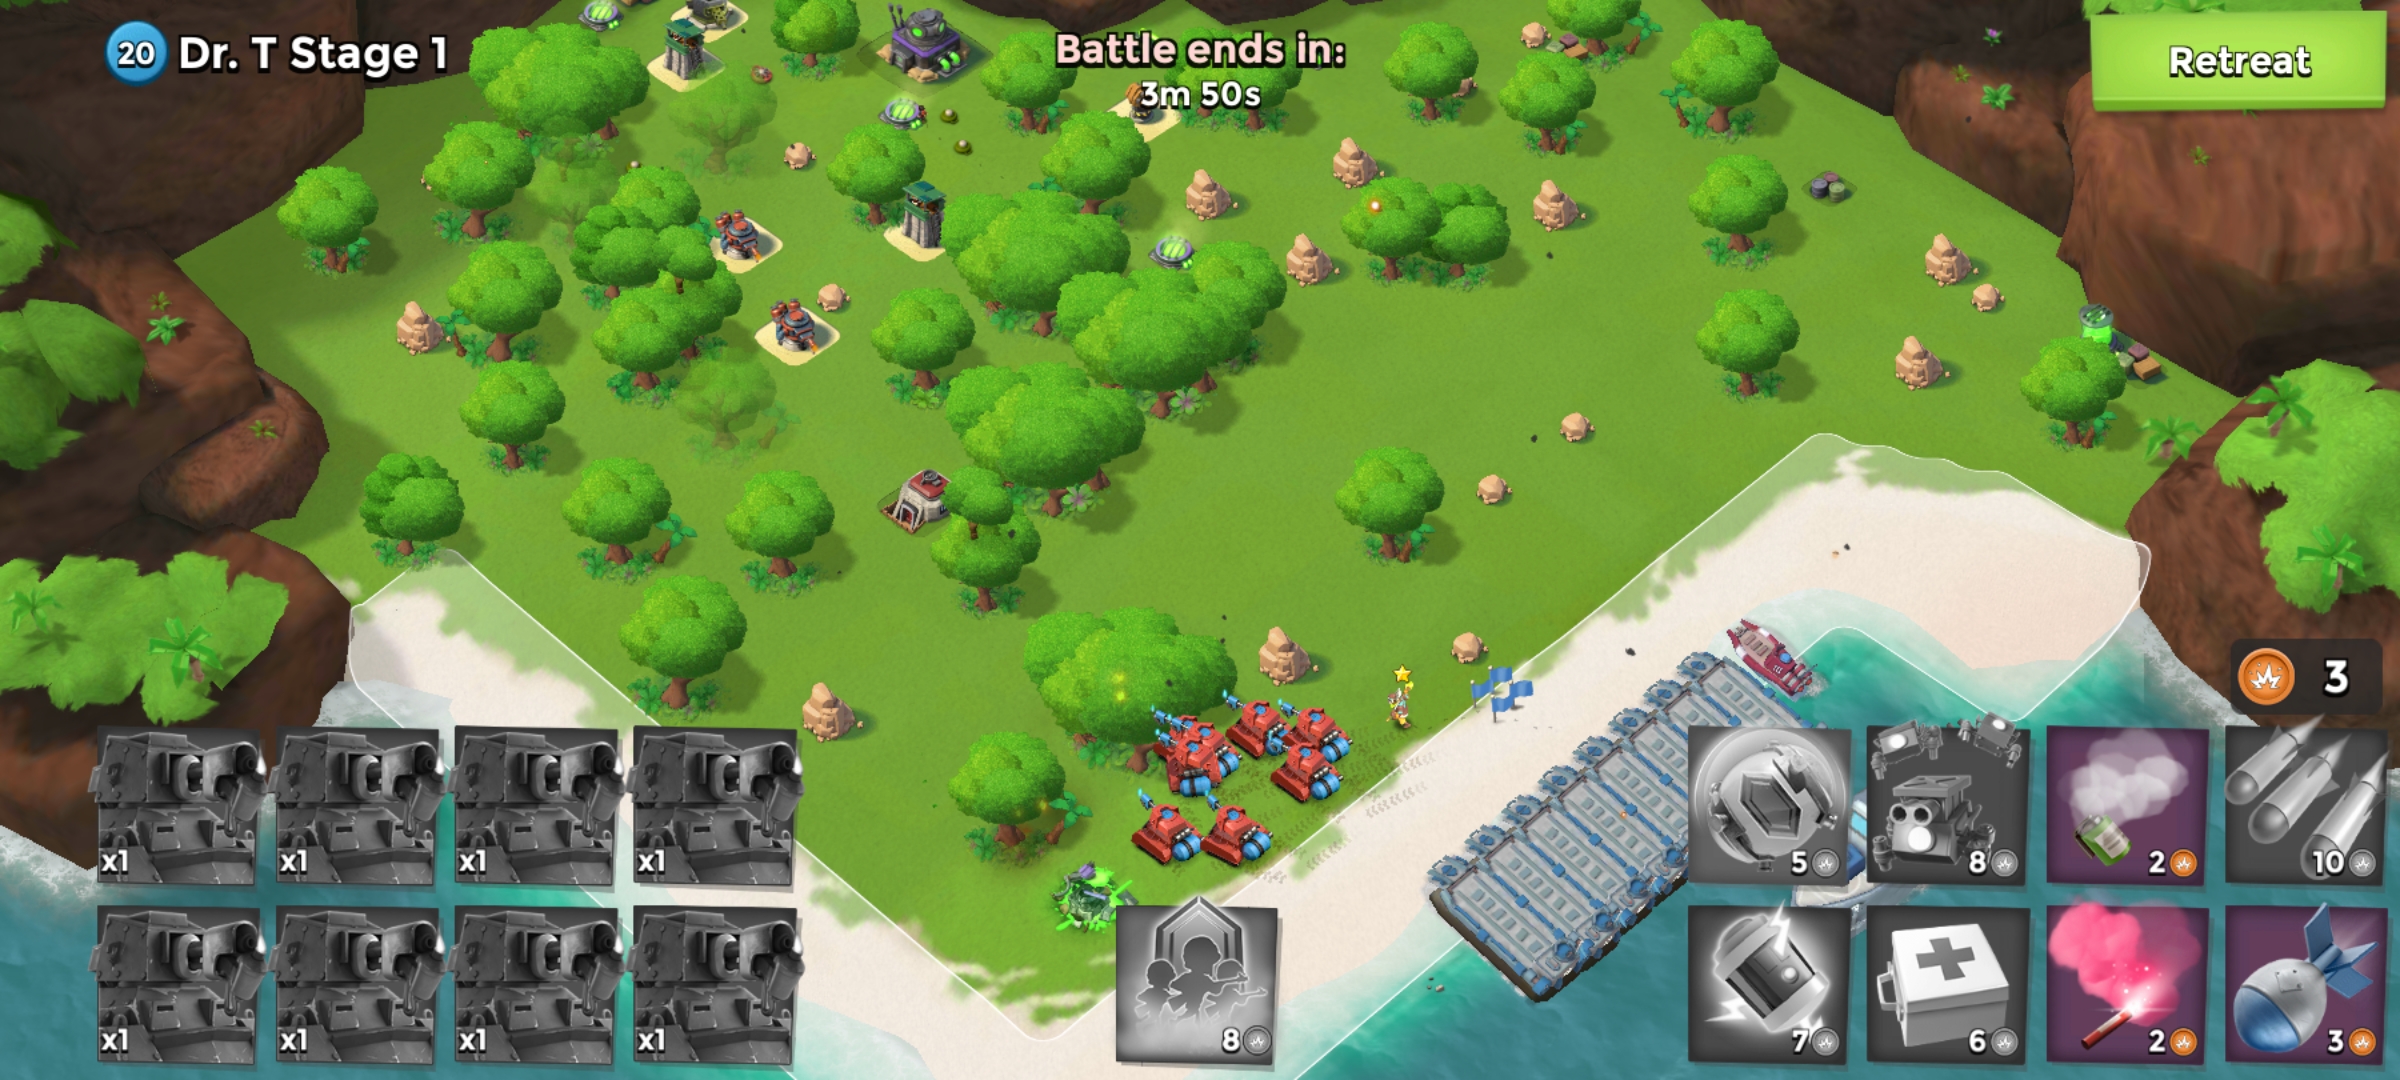 20 Dr. T Stage 1
Battle ends in:
3m 50s
Retreat
3
x1 x1 x1 x1
5 8 2 10
x1 x1 x1 x1
8
7 6 2 3